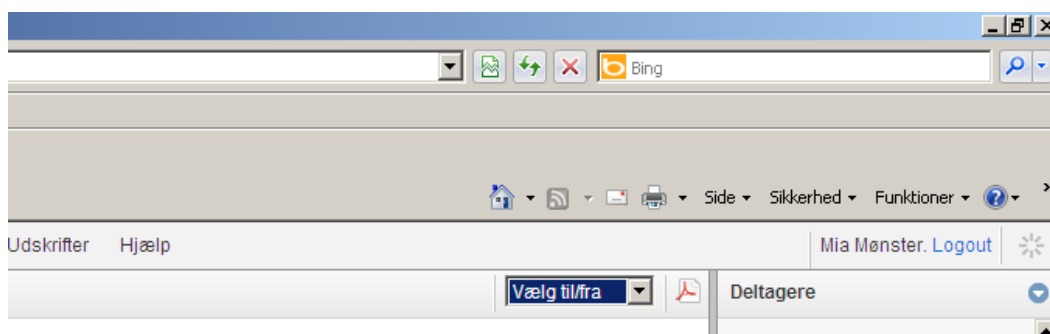 Bing
Side Sikkerhed Funktioner
Udskrifter Hjælp Mia Mønster. Logout
Vælg til/fra Deltagere